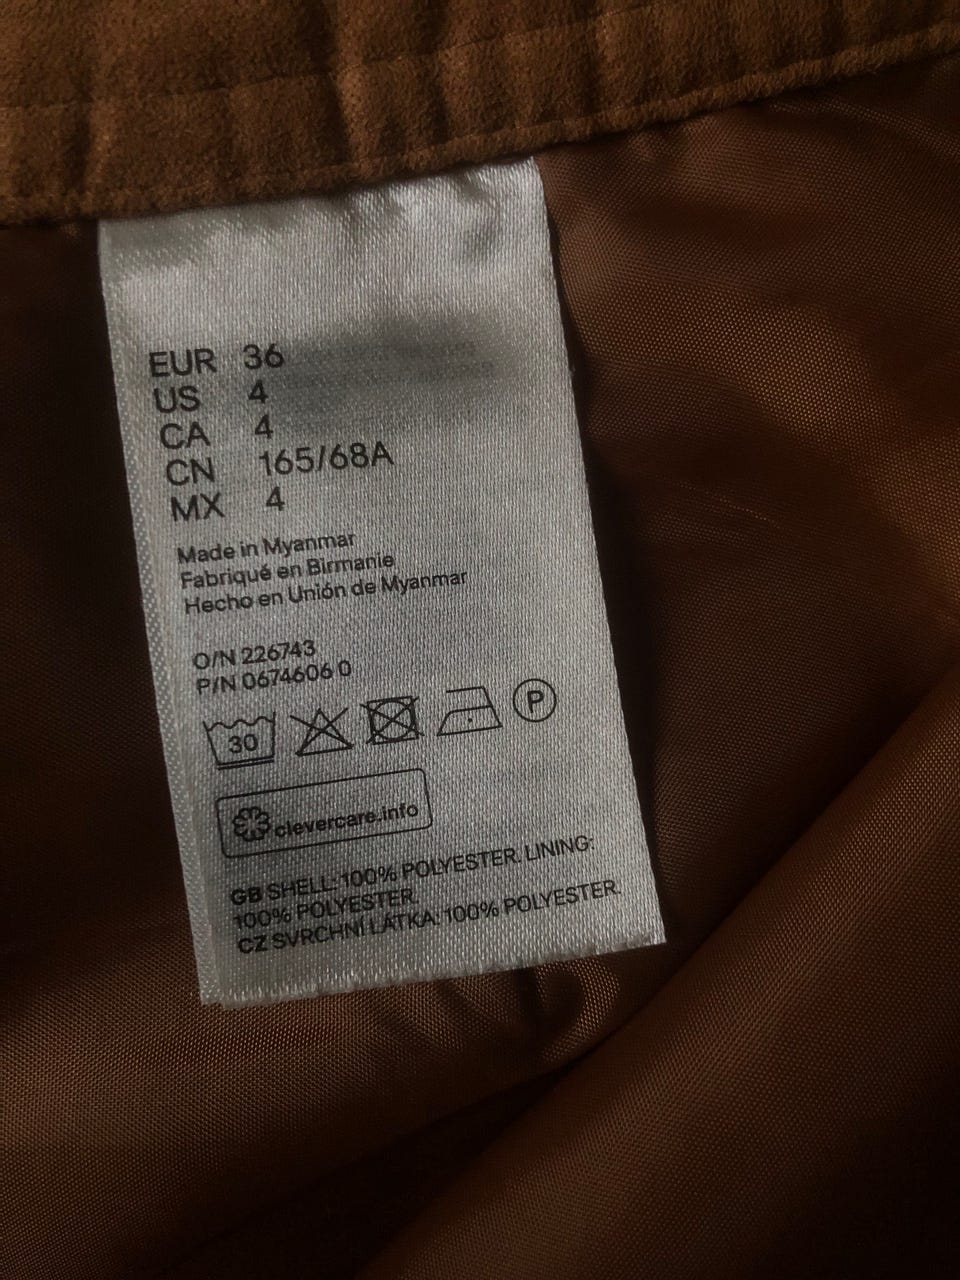 EUR 36
US 4
CA 4
CN 165/68A
MX 4
Made in Myanmar
Fabriqué en Birmanie
Hecho en Unión de Myanmar
O/N 226743
P/N 0674606 0
30
P
clevercare.info
GB SHELL: 100% POLYESTER. LINING:
100% POLYESTER.
CZ SVRCHNÍ LÁTKA: 100% POLYESTER.